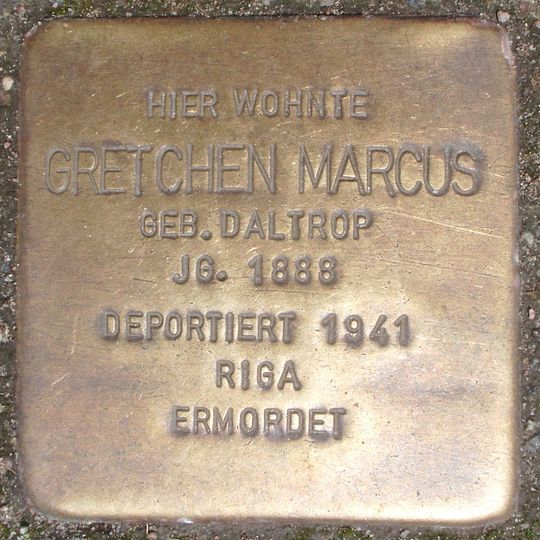 HIER WOHNTE
GRETCHEN MARCUS
GEB. DALTROP
JG. 1888
DEPORTIERT 1941
RIGA
ERMORDET